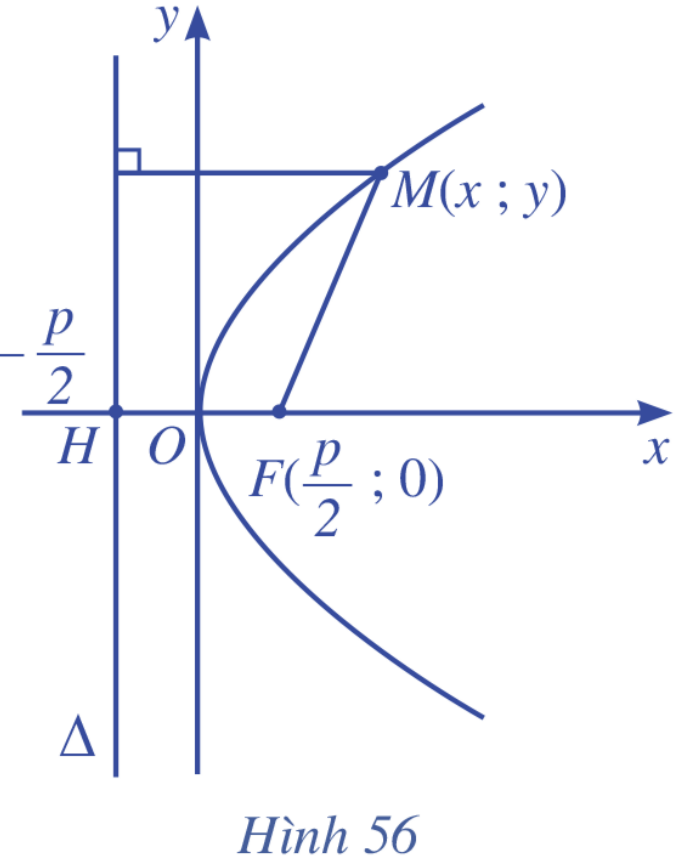 y
M(x ; y)
− p/2
H
O
F(p/2 ; 0)
x
Δ
Hình 56